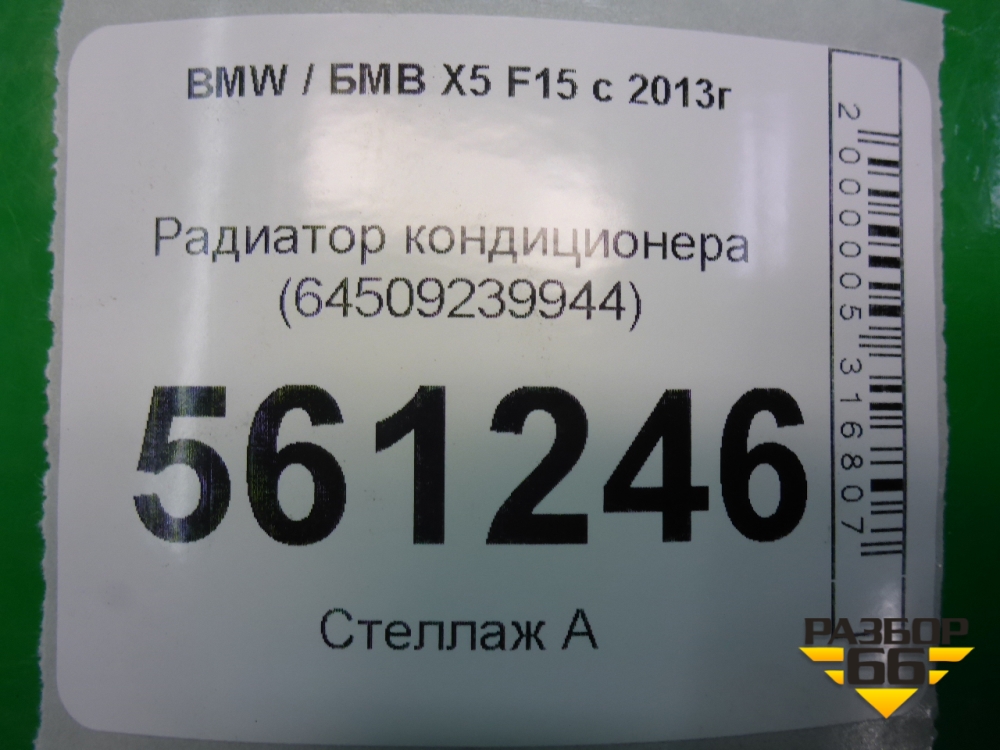 BMW / БМВ X5 F15 с 2013г
Радиатор кондиционера
(64509239944)
561246
Стеллаж А
2000005316807
РАЗБОР
66